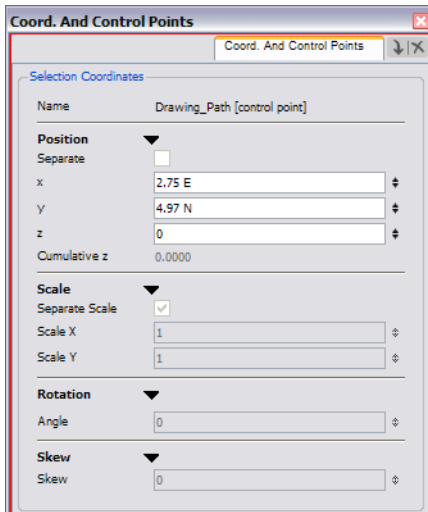 Coord. And Control Points
Coord. And Control Points
Selection Coordinates
Name Drawing_Path [control point]
Position
Separate
x 2.75 E
y 4.97 N
z 0
Cumulative z 0.0000
Scale
Separate Scale
Scale X 1
Scale Y 1
Rotation
Angle 0
Skew
Skew 0